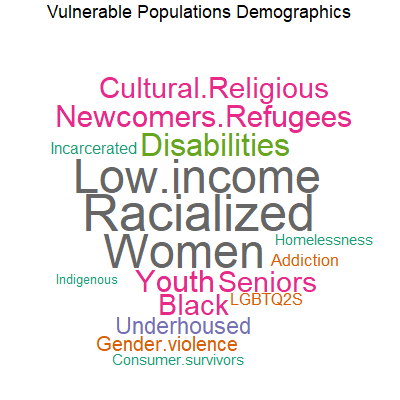 Vulnerable Populations Demographics
Cultural.Religious
Newcomers.Refugees
Incarcerated Disabilities
Low.income
Racialized
Women Homelessness
Addiction
Indigenous Youth Seniors
Black LGBTQ2S
Underhoused
Gender.violence
Consumer.survivors